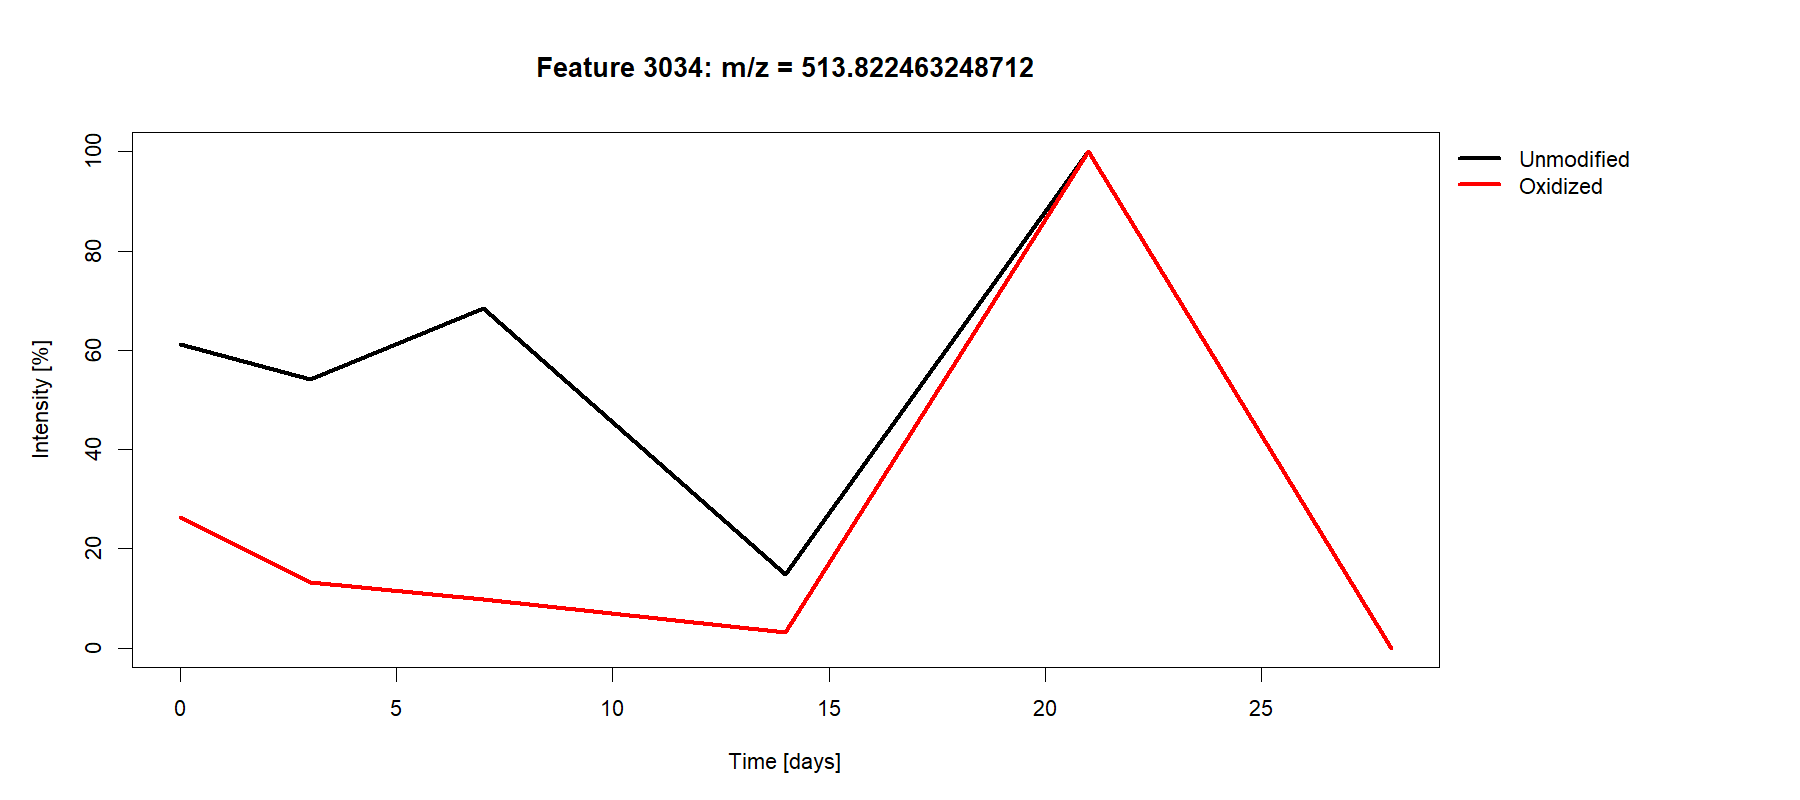 Feature 3034: m/z = 513.822463248712
Unmodified
Oxidized
Intensity [%]
100
80
60
40
20
0
0 5 10 15 20 25
Time [days]